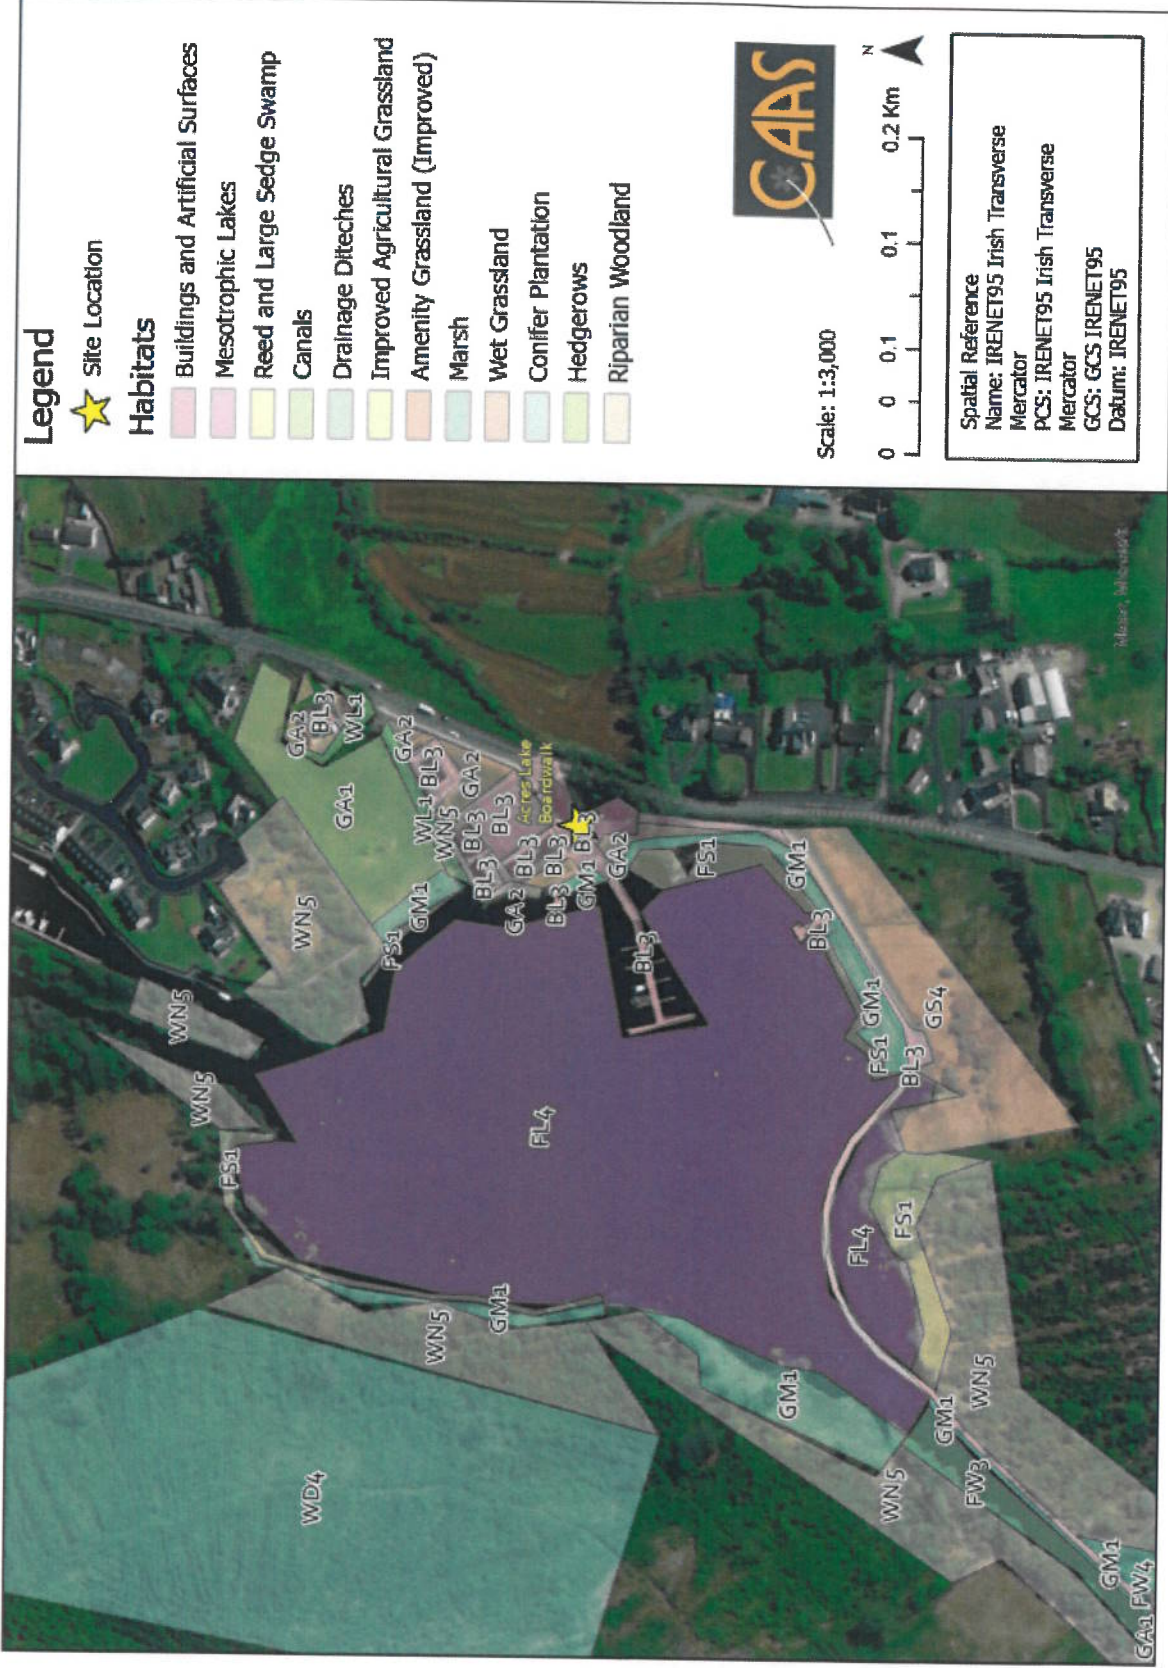 Legend
Site Location
Habitats
Buildings and Artificial Surfaces
Mesotrophic Lakes
Reed and Large Sedge Swamp
Canals
Drainage Diteches
Improved Agricultural Grassland
Amenity Grassland (Improved)
Marsh
Wet Grassland
Conifer Plantation
Hedgerows
Riparian Woodland
CAAS
Scale: 1:3,000
N
0 0.1 0.1 0.2 Km
Spatial Reference
Name: IRENET95 Irish Transverse
Mercator
PCS: IRENET95 Irish Transverse
Mercator
GCS: GCS IRENET95
Datum: IRENET95
WD4
WN5
GM1
FS1
WN5
WN5
WN5
FS1
GM1
GA1
GA2
BL3
WL1
GA2
WL1
BL3
WN5
GA2
BL3
BL3
BL3
GA2
BL3
Acres Lake
Boardwalk
BL3
BL3
BL3
GM1
GA2
BL3
FL4
FS1
GM1
BL3
GM1
FS1
BL3
GS4
FL4
FS1
GM1
WN5
WN5
GM1
FW3
GM1
GA1 FW4
Maxar, Microsoft